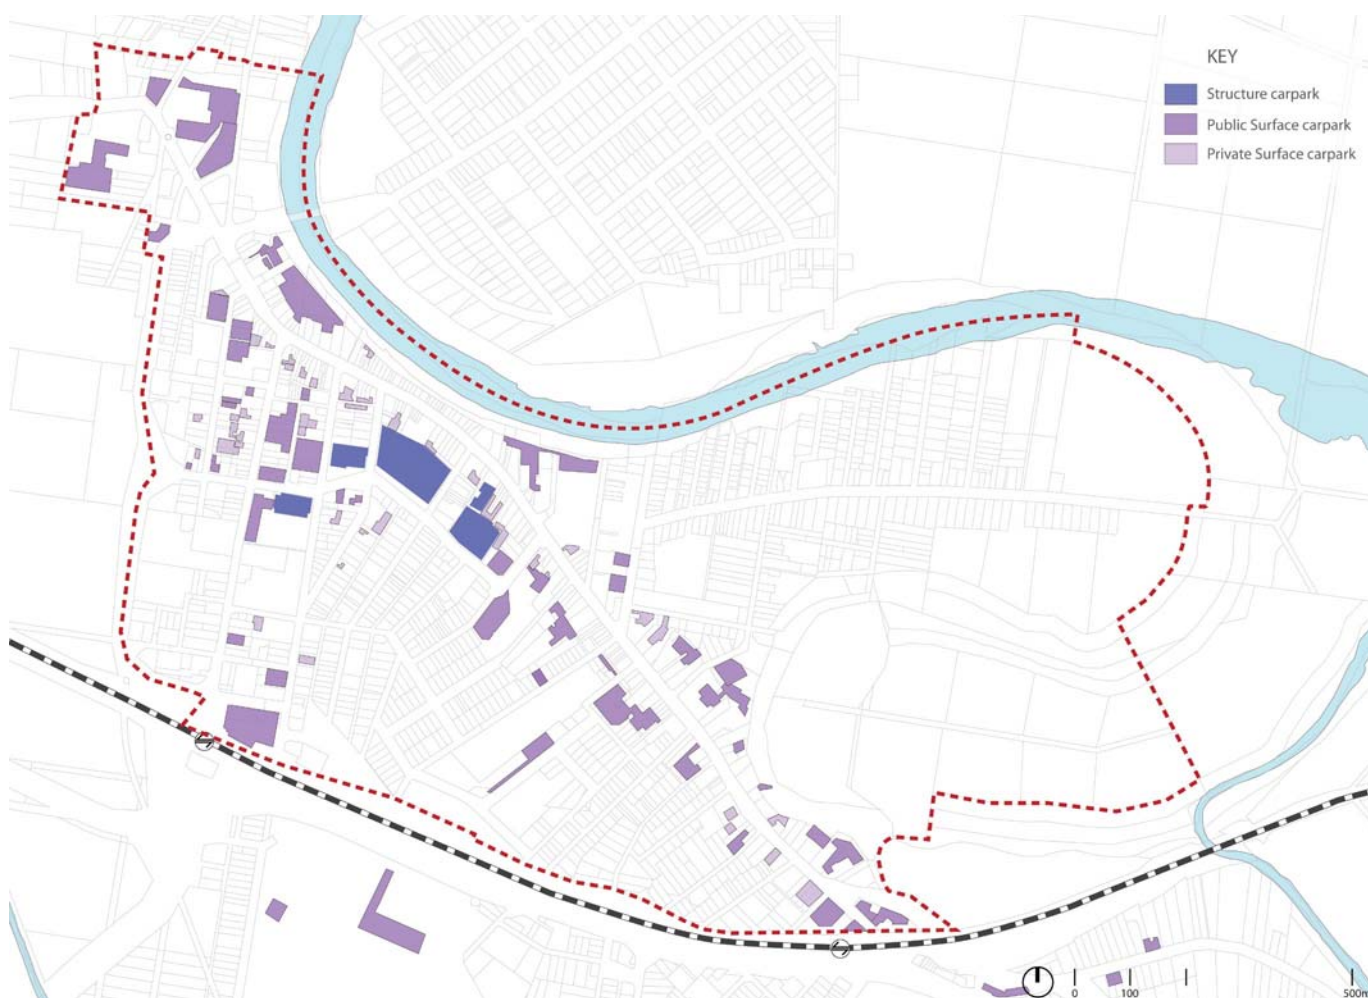 KEY
Structure carpark
Public Surface carpark
Private Surface carpark
0
100
500m